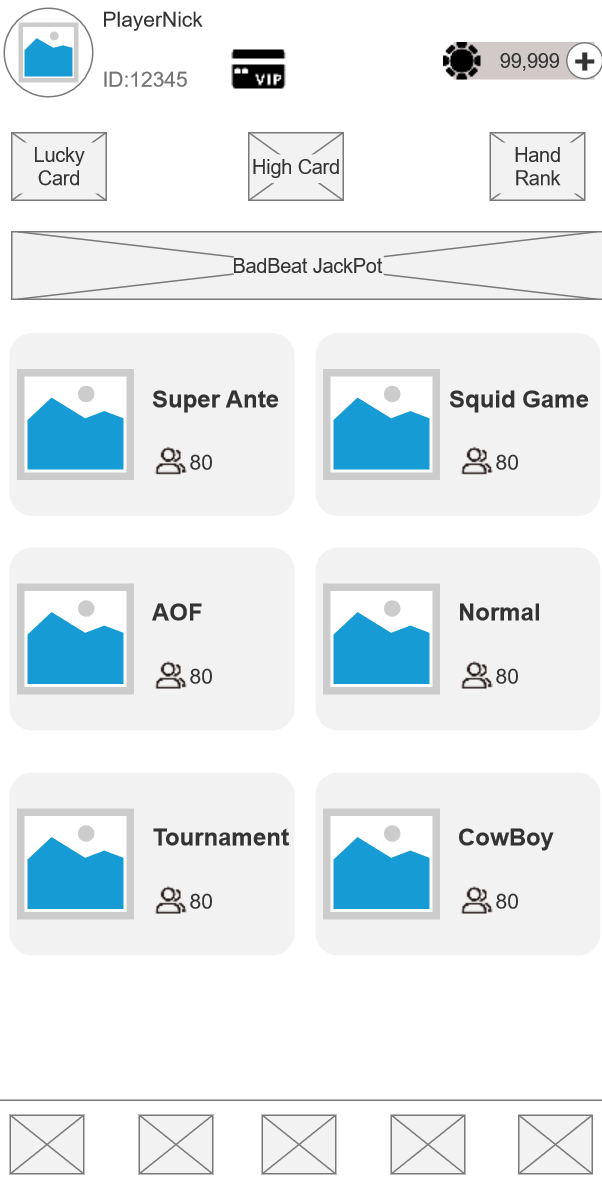 PlayerNick
ID:12345
VIP
99,999
Lucky
Card
High Card
Hand
Rank
BadBeat JackPot
Super Ante
80
Squid Game
80
AOF
80
Normal
80
Tournament
80
CowBoy
80